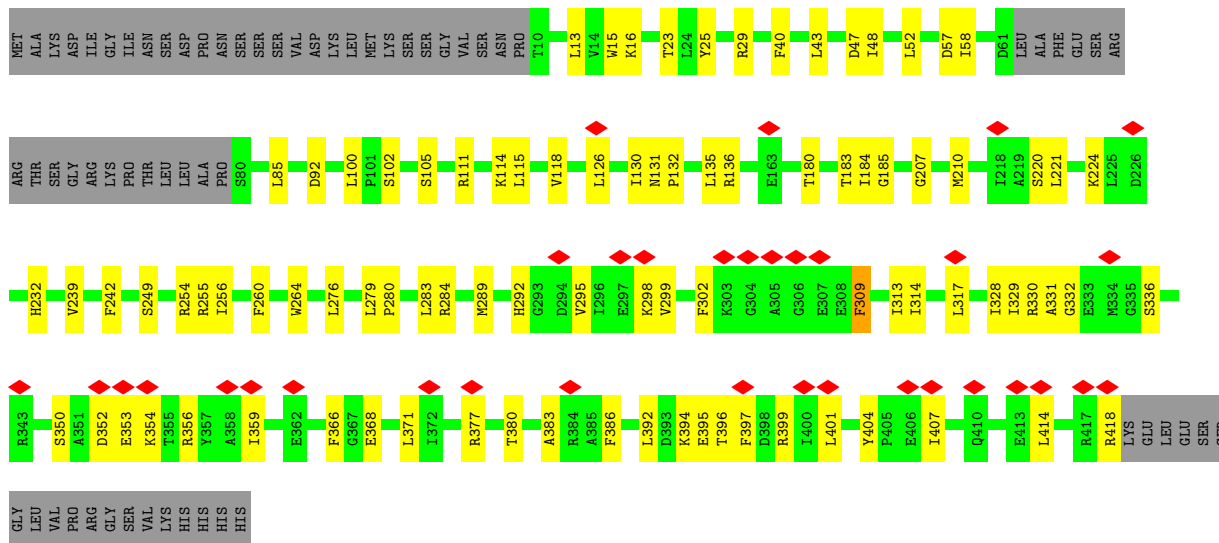 MET ALA LYS ASP ILE GLY ILE ASN SER ASP PRO ASN SER SER SER VAL ASP LYS LEU MET LYS SER SER GLY VAL SER ASN PRO T10 L13 V14 W15 K16 T23 L24 Y25 R29 F40 L43 D47 I48 L52 D57 I58 D61 LEU ALA PHE GLU SER ARG
ARG THR SER GLY ARG LYS PRO THR LEU LEU ALA PRO S80 L85 D92 L100 P101 S102 S105 R111 K114 L115 V118 L126 I130 N131 P132 L135 R136 E163 T180 T183 I184 G185 G207 M210 I218 A219 S220 L221 K224 L225 D226
H232 V239 F242 S249 R254 R255 I256 F260 W264 L276 L279 P280 L283 R284 M289 H292 G293 D294 V295 I296 E297 K298 V299 F302 K303 G304 A305 G306 E307 E308 F309 I313 I314 L317 I328 I329 R330 A331 G332 E333 M334 G335 S336
R343 S350 A351 D352 E353 K354 T355 R356 Y357 A358 I359 E362 F366 G367 E368 L371 I372 R377 T380 A383 R384 A385 F386 L392 D393 K394 E395 T396 F397 D398 R399 I400 L401 Y404 P405 E406 I407 Q410 E413 L414 R417 R418 LYS GLU LEU GLU SER
GLY LEU VAL PRO ARG GLY SER VAL LYS HIS HIS HIS HIS